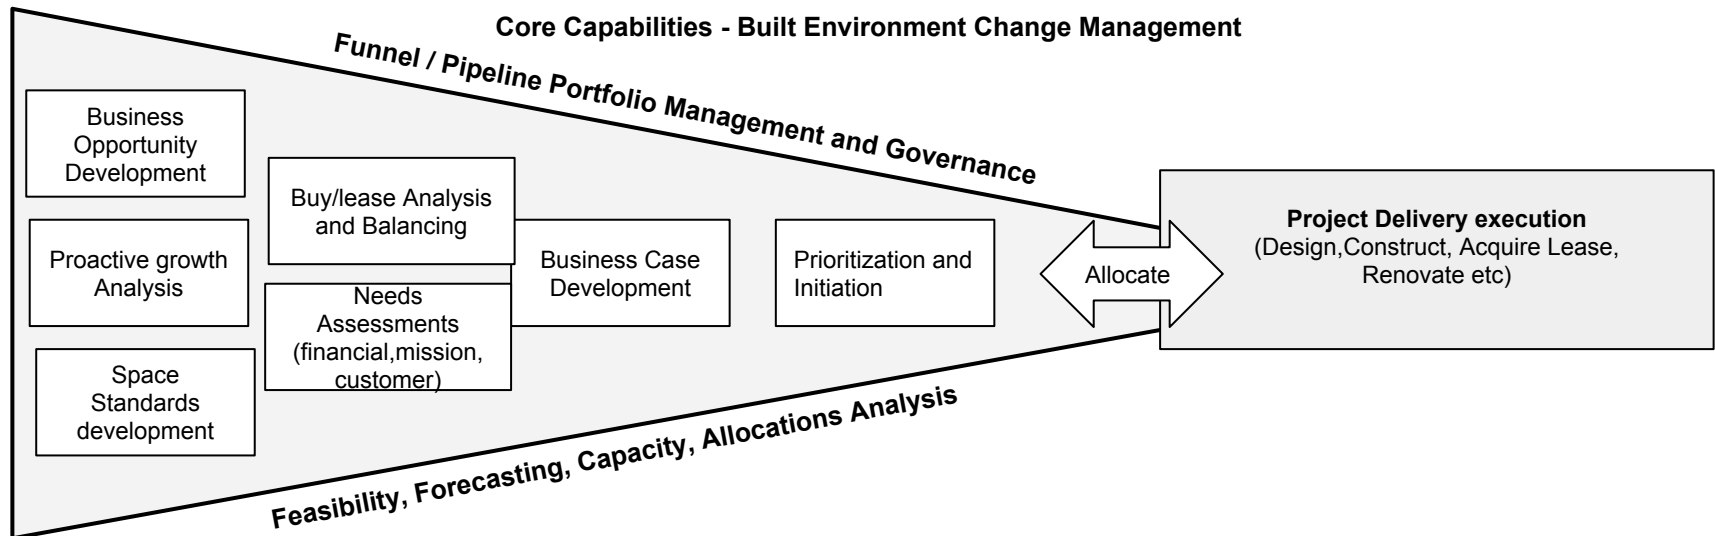 Core Capabilities - Built Environment Change Management
Funnel / Pipeline Portfolio Management and Governance
Business
Opportunity
Development
Proactive growth
Analysis
Space
Standards
development
Buy/lease Analysis
and Balancing
Needs
Assessments
(financial,mission,
customer)
Business Case
Development
Prioritization and
Initiation
Allocate
Project Delivery execution
(Design,Construct, Acquire Lease,
Renovate etc)
Feasibility, Forecasting, Capacity, Allocations Analysis